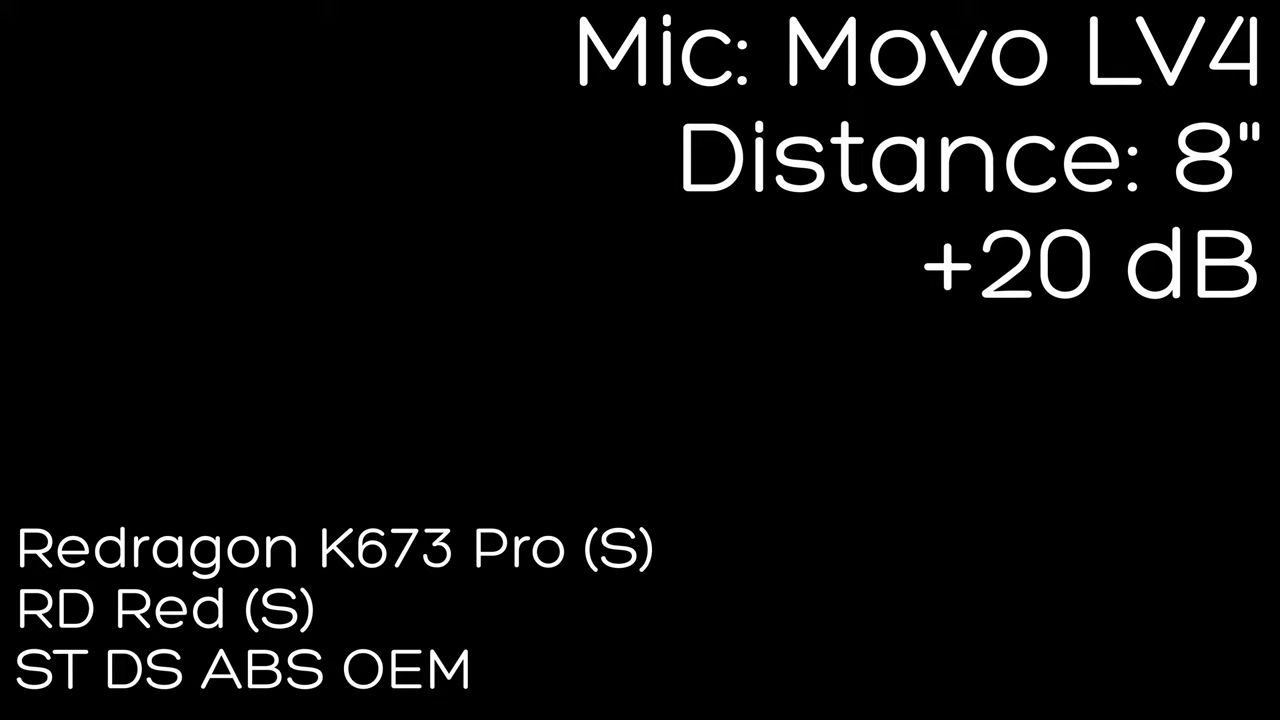 Mic: Movo LV4
Distance: 8"
+20 dB
Redragon K673 Pro (S)
RD Red (S)
ST DS ABS OEM